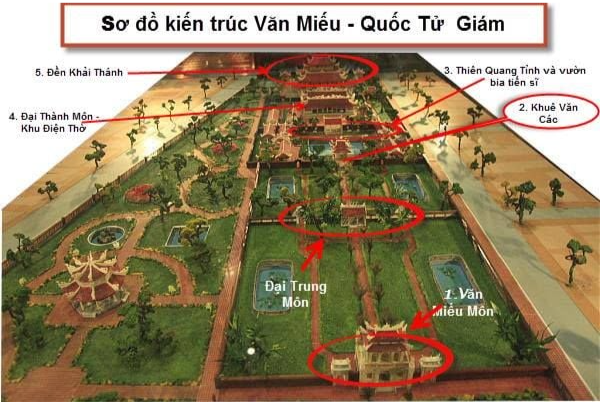 Sơ đồ kiến trúc Văn Miếu - Quốc Tử Giám
5. Đền Khải Thánh
3. Thiên Quang Tỉnh và vườn
bia tiến sĩ
2. Khuê Văn
Các
4. Đại Thành Môn -
Khu Điện Thờ
Đại Trung
Môn
1.Văn
Miếu Môn